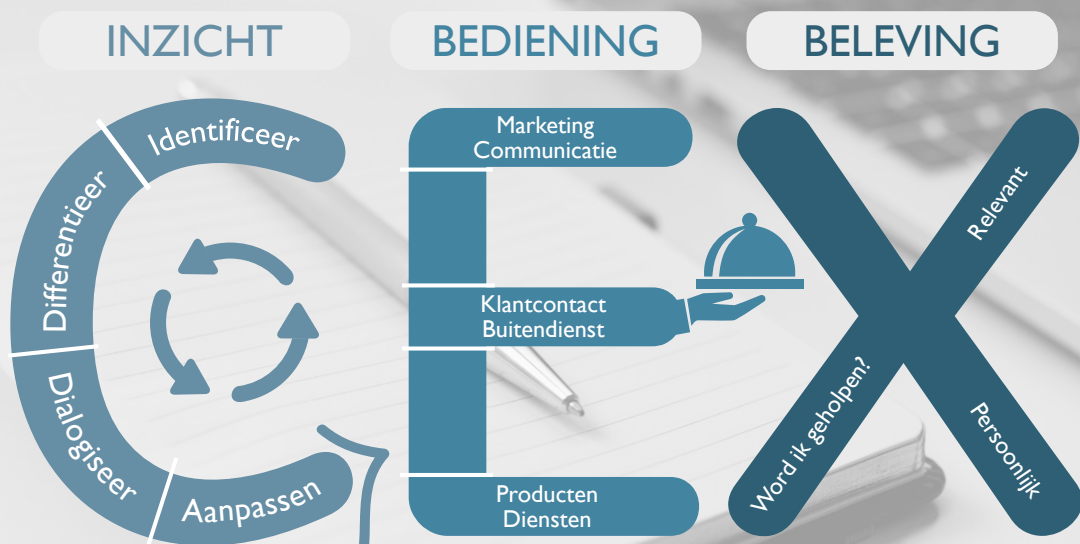 INZICHT
BEDIENING
BELEVING
Identificeer
Differentieer
Dialogiseer
Aanpassen
Marketing
Communicatie
Klantcontact
Buitendienst
Producten
Diensten
Relevant
Word ik geholpen?
Persoonlijk